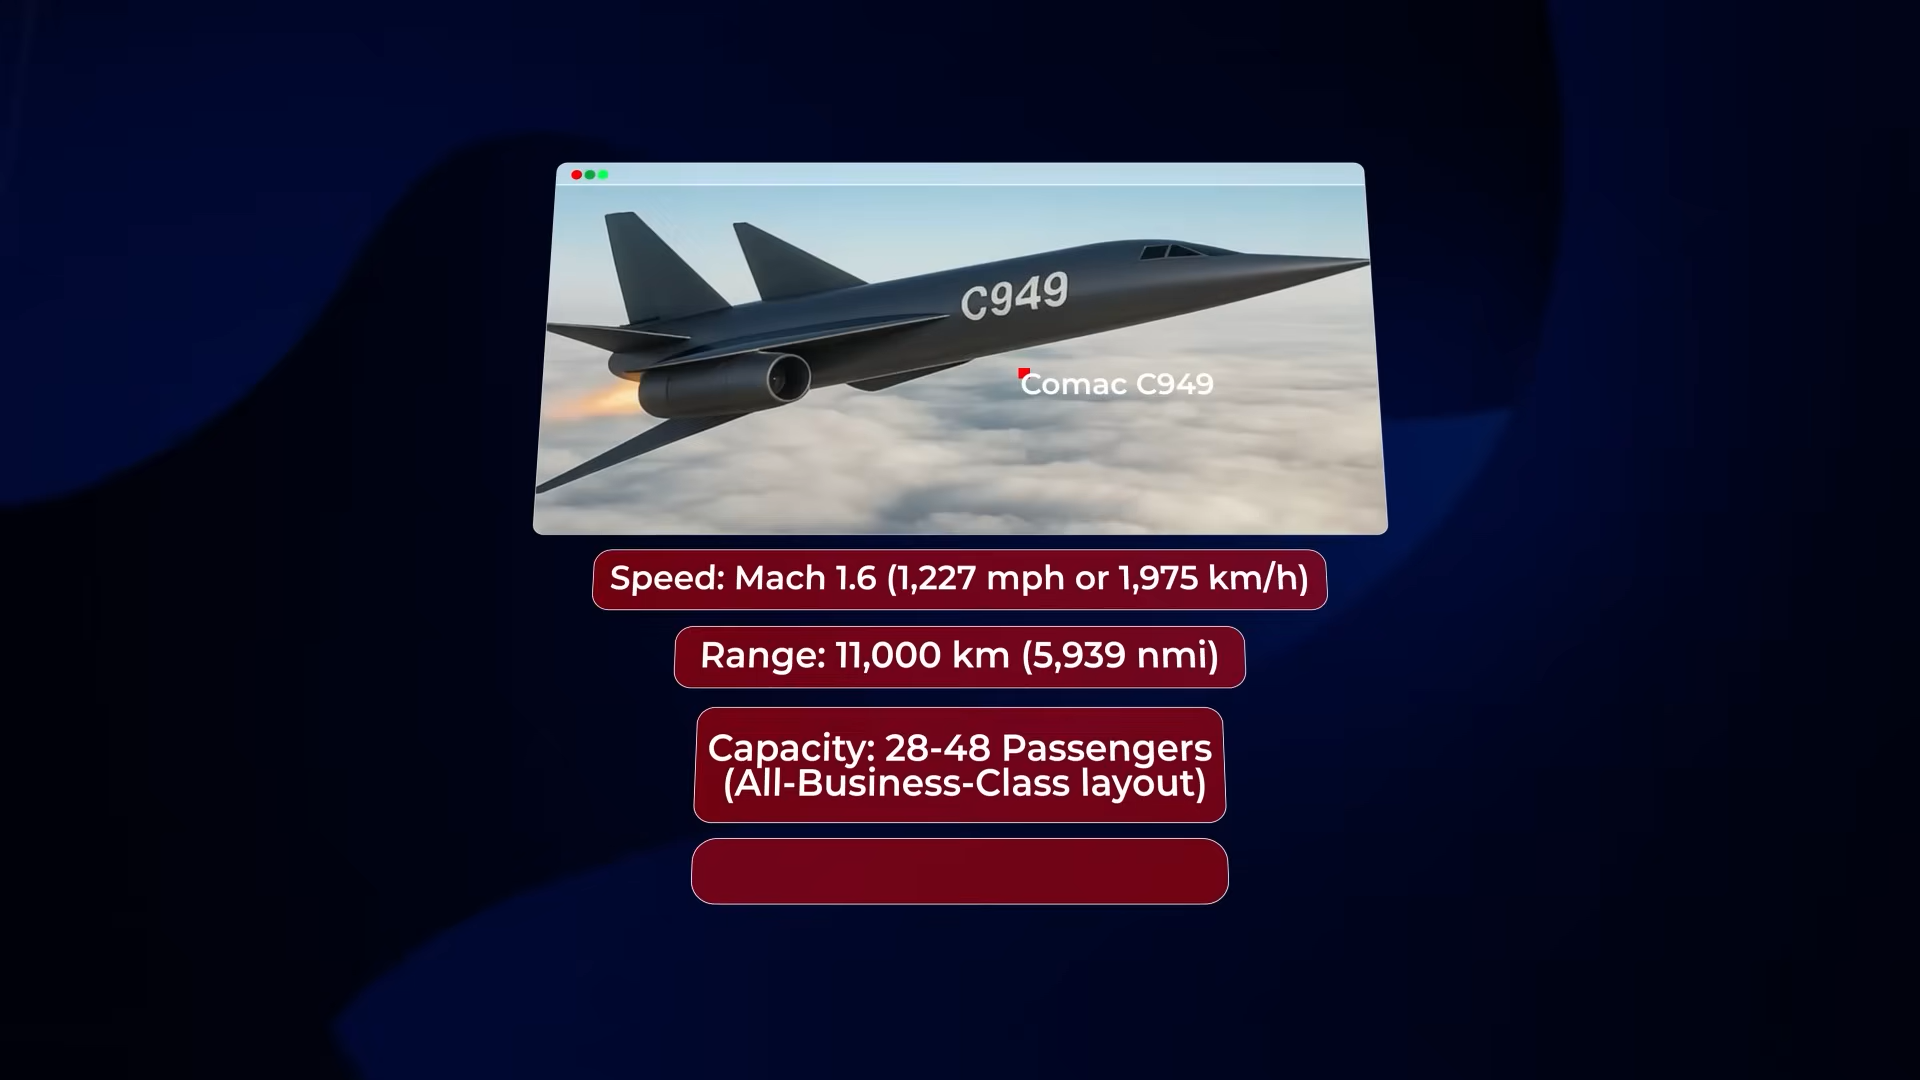 C949
Comac C949
Speed: Mach 1.6 (1,227 mph or 1,975 km/h)
Range: 11,000 km (5,939 nmi)
Capacity: 28-48 Passengers
(All-Business-Class layout)